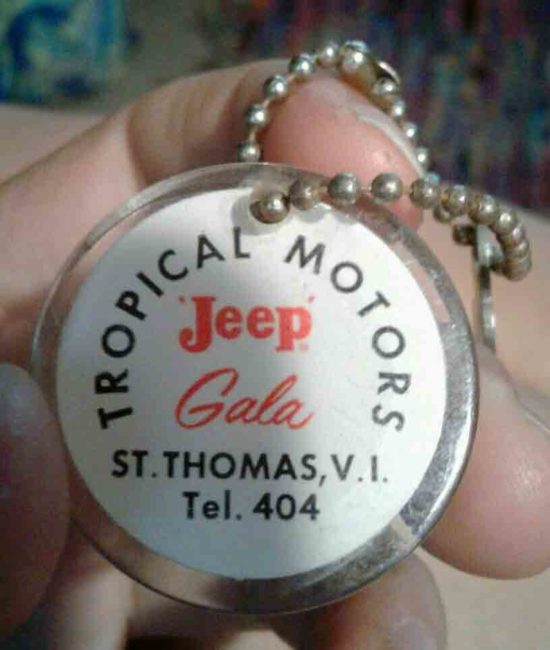 TROPICAL MOTORS
'Jeep'
Gala
ST. THOMAS, V.I.
Tel. 404